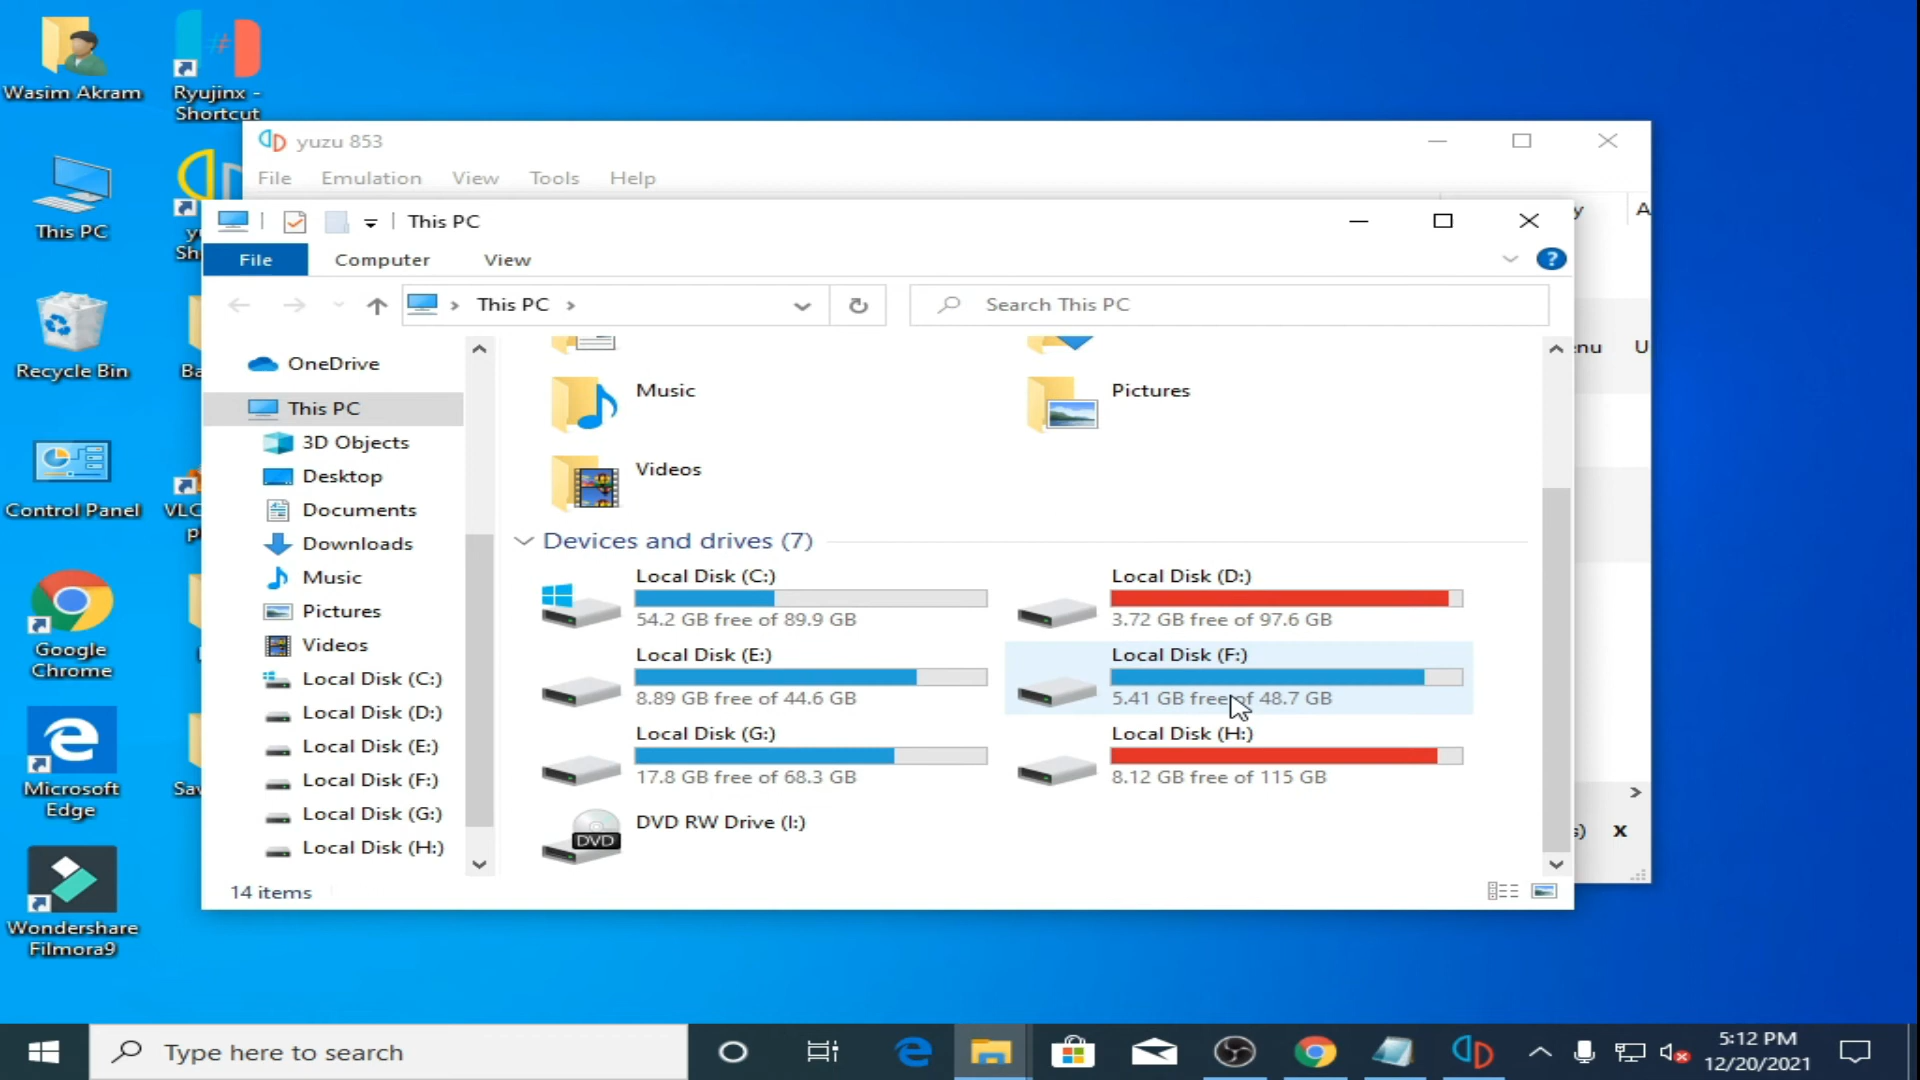 Wasim Akram
Ryujinx -
Shortcut
This PC
Recycle Bin
Control Panel
Google
Chrome
Microsoft
Edge
Wondershare
Filmora9
yuzu 853
File Emulation View Tools Help
This PC
File Computer View
This PC
Search This PC
OneDrive
This PC
3D Objects
Desktop
Documents
Downloads
Music
Pictures
Videos
Local Disk (C:)
Local Disk (D:)
Local Disk (E:)
Local Disk (F:)
Local Disk (G:)
Local Disk (H:)
Music
Pictures
Videos
Devices and drives (7)
Local Disk (C:)
54.2 GB free of 89.9 GB
Local Disk (D:)
3.72 GB free of 97.6 GB
Local Disk (E:)
8.89 GB free of 44.6 GB
Local Disk (F:)
5.41 GB free of 48.7 GB
Local Disk (G:)
17.8 GB free of 68.3 GB
Local Disk (H:)
8.12 GB free of 115 GB
DVD
DVD RW Drive (I:)
14 items
Type here to search
5:12 PM
12/20/2021